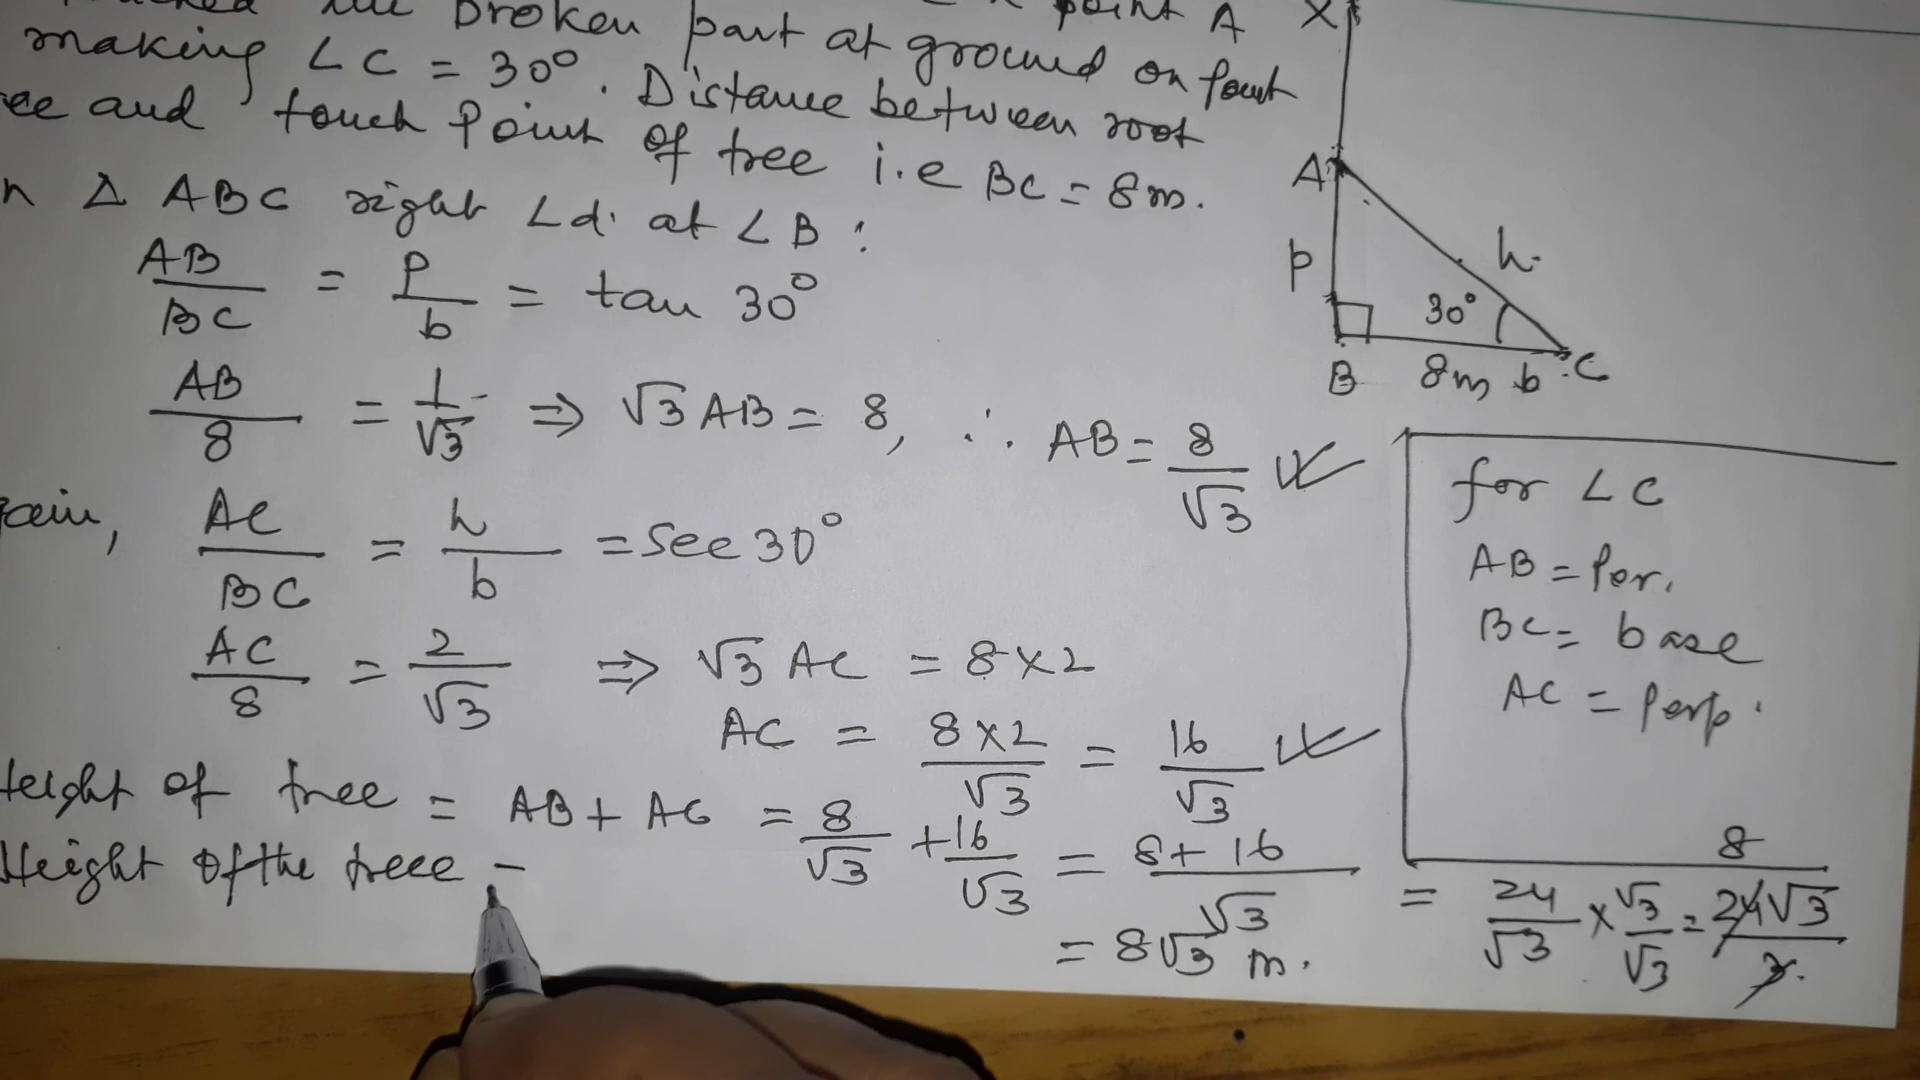 the broken part at ground on point A
making ∠C = 30°. Distance between root
and touch point of tree i.e BC = 8m.
Δ ABC right ∠d. at ∠B :
AB/BC = P/b = tan 30°
AB/8 = 1/√3 ⇒ √3 AB = 8, ∴ AB = 8/√3
AC/BC = h/b = sec 30°
AC/8 = 2/√3 ⇒ √3 AC = 8×2
AC = 8×2/√3 = 16/√3
Height of tree = AB + AC = 8/√3 + 16/√3 = 8+16/√3 = 24/√3 × √3/√3 = 24√3/3 8
Height of the treee =
= 8√3 m.
X
A
P
h
30°
B
8m b
C
for ∠C
AB = Per.
BC = base
AC = Perp.